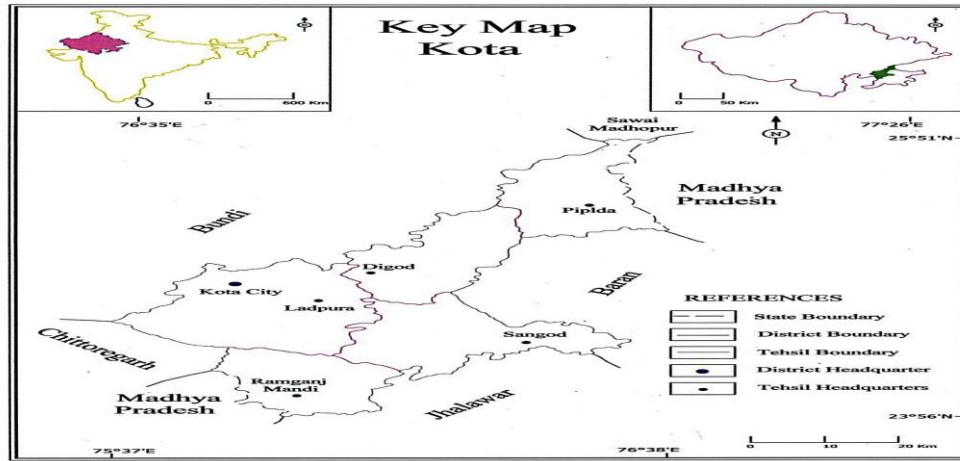 Key Map
Kota
600 Km
0
0
50 Km
76°35'E
77°26'E
25°51'N
N
Sawai
Madhopur
Madhya
Pradesh
Piplda
Bundi
Digod
Kota City
Ladpura
Baran
Sangod
Chittoregarh
Ramganj
Mandi
Madhya
Pradesh
Jhalawar
REFERENCES
State Boundary
District Boundary
Tehsil Boundary
District Headquarter
Tehsil Headquarters
23°56'N
0
10
20 Km
75°37'E
76°38'E